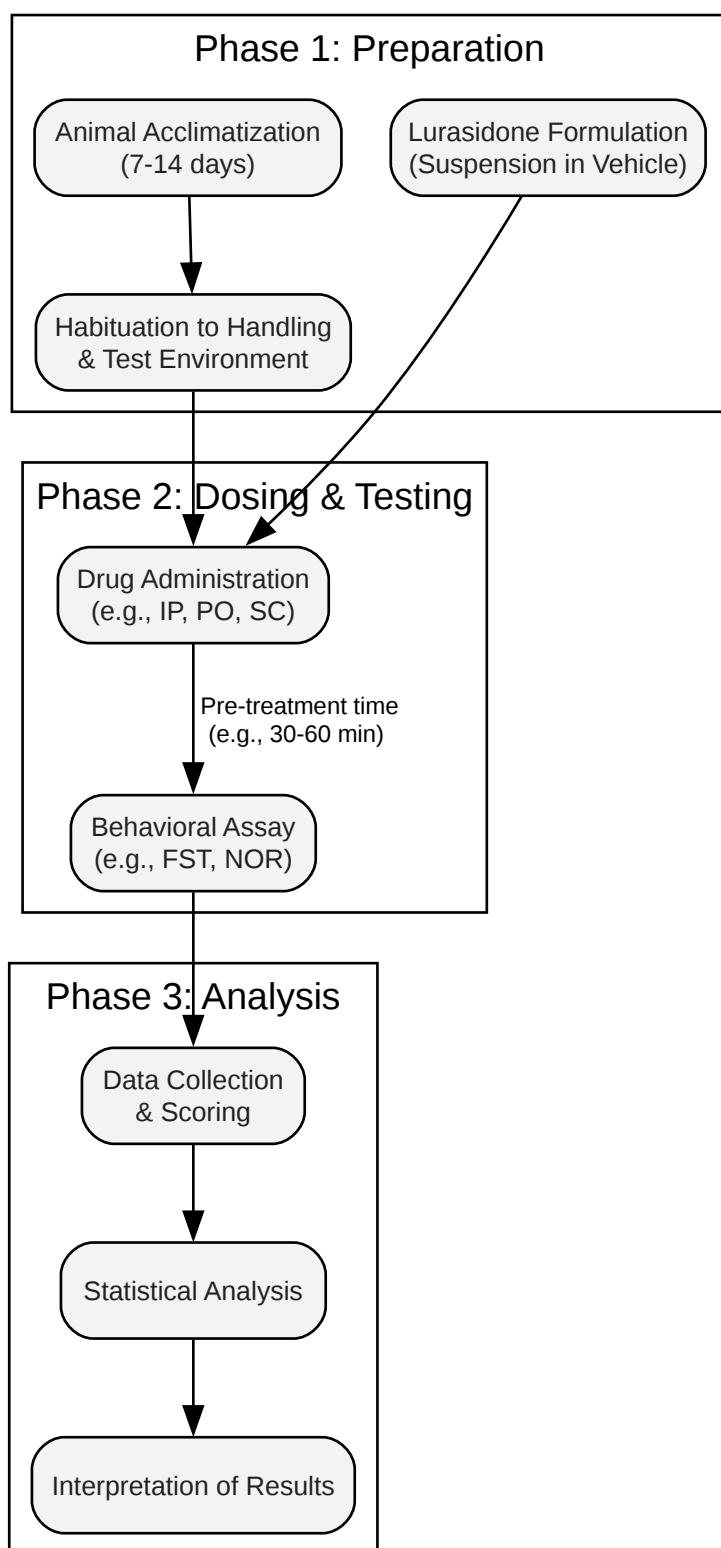 Phase 1: Preparation
Animal Acclimatization
(7-14 days)
Lurasidone Formulation
(Suspension in Vehicle)
Habituation to Handling
& Test Environment
Phase 2: Dosing & Testing
Drug Administration
(e.g., IP, PO, SC)
Pre-treatment time
(e.g., 30-60 min)
Behavioral Assay
(e.g., FST, NOR)
Phase 3: Analysis
Data Collection
& Scoring
Statistical Analysis
Interpretation of Results